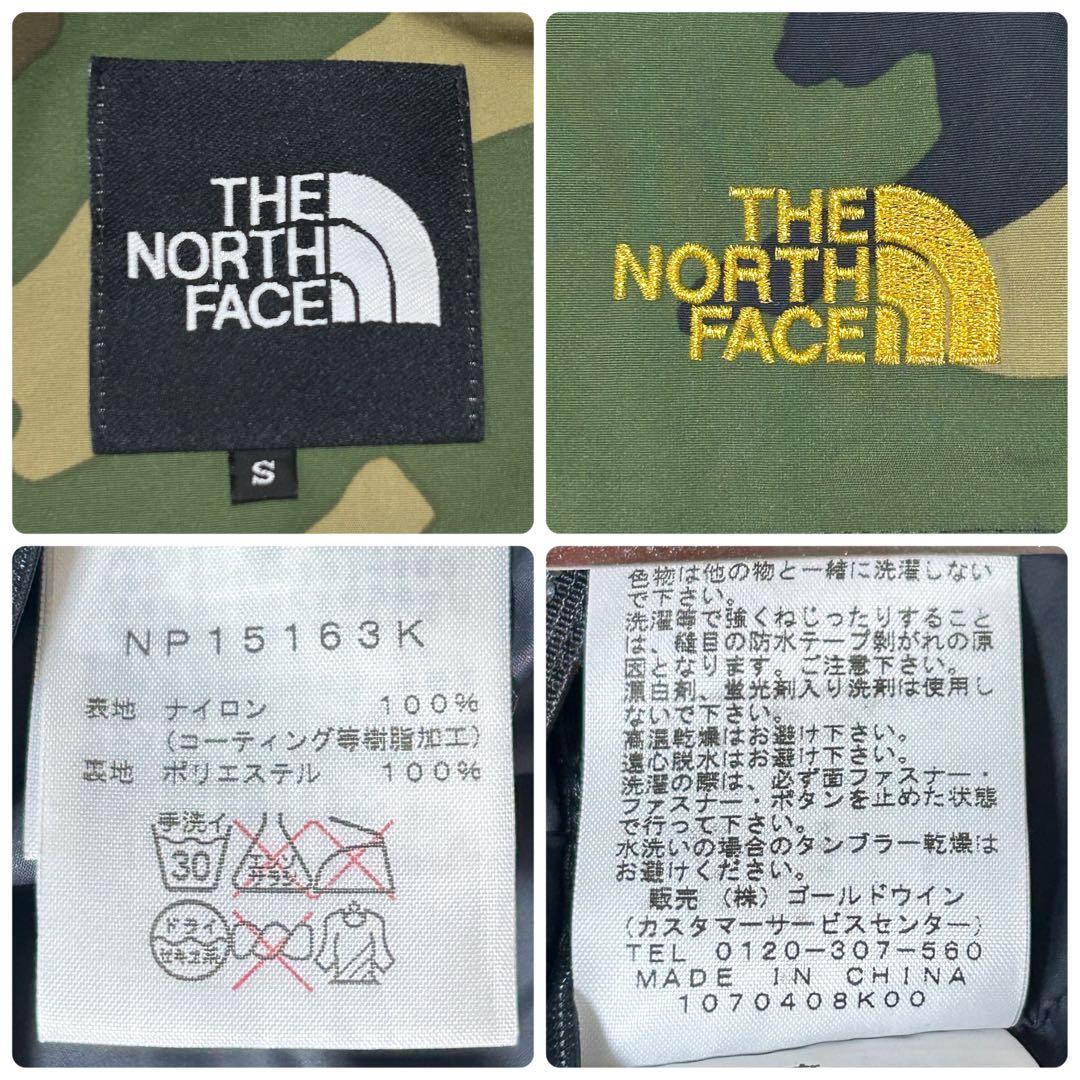 THE
NORTH
FACE
S
THE
NORTH
FACE
NP15163K
表地 ナイロン 100%
(コーティング等樹脂加工)
裏地 ポリエステル 100%
手洗イ
30
エンソ
サラシ
ドライ
セキユ系
色物は他の物と一緒に洗濯しない
で下さい。
洗濯等で強くねじったりすること
は、縫目の防水テープ剝がれの原
因となります。ご注意下さい。
漂白剤、蛍光剤入り洗剤は使用し
ないで下さい。
高温乾燥はお避け下さい。
遠心脱水はお避け下さい。
洗濯の際は、必ず面ファスナー・
ファスナー・ボタンを止めた状態
で行って下さい。
水洗いの場合のタンブラー乾燥は
お避けください。
販売 (株) ゴールドウイン
(カスタマーサービスセンター)
TEL 0120-307-560
MADE IN CHINA
1070408K00